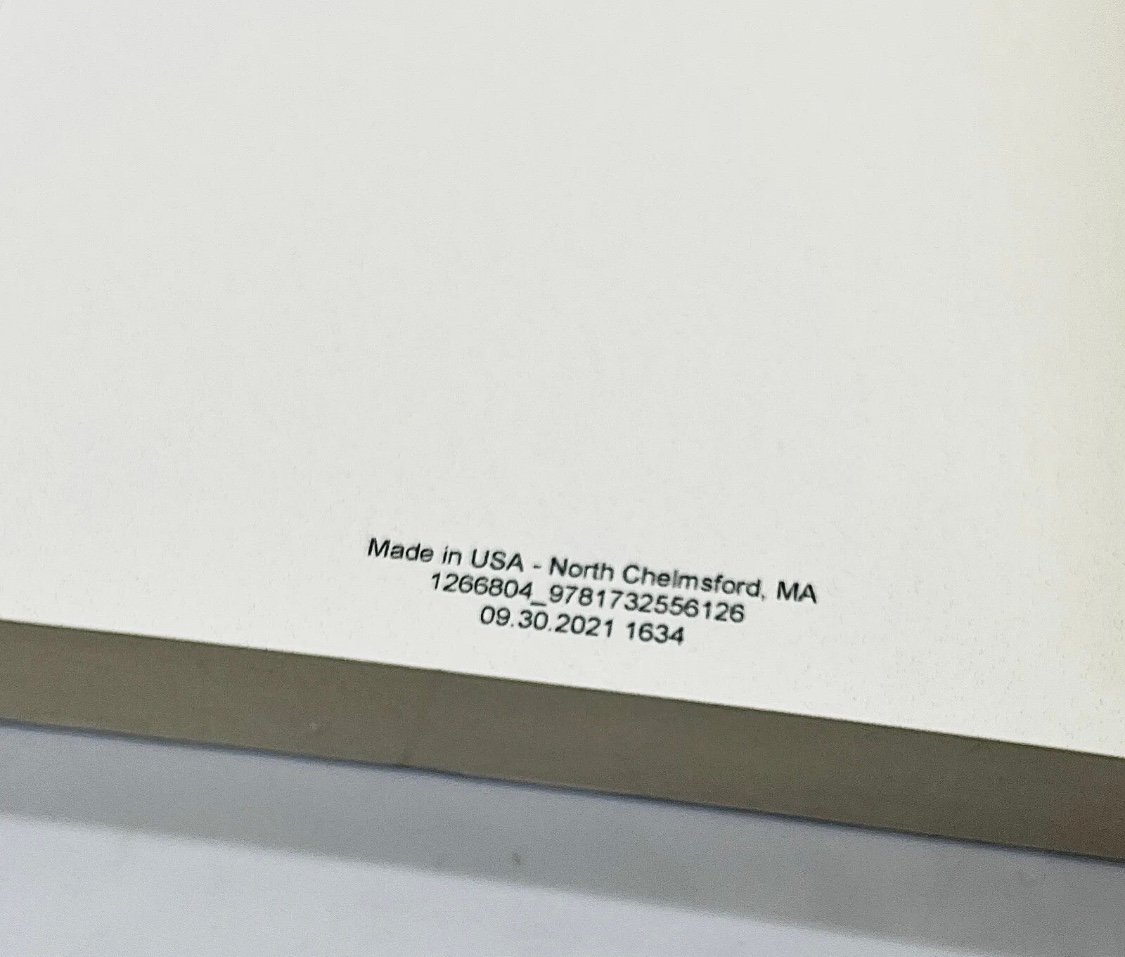 Made in USA - North Chelmsford, MA
1266804_9781732556126
09.30.2021 1634